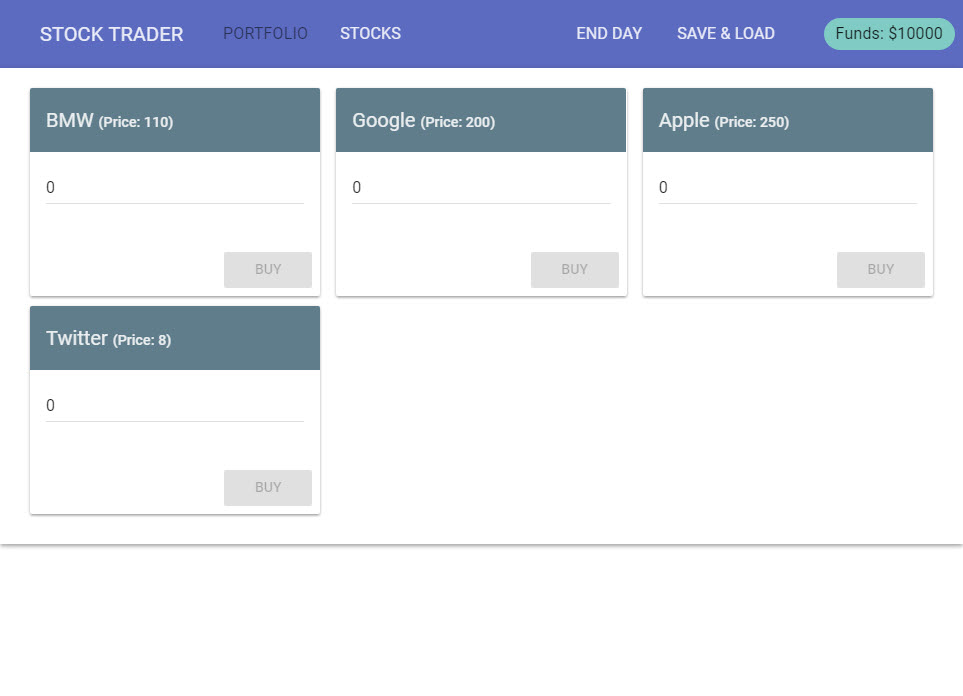 STOCK TRADER PORTFOLIO STOCKS END DAY SAVE & LOAD Funds: $10000
BMW (Price: 110)
0
BUY
Google (Price: 200)
0
BUY
Apple (Price: 250)
0
BUY
Twitter (Price: 8)
0
BUY